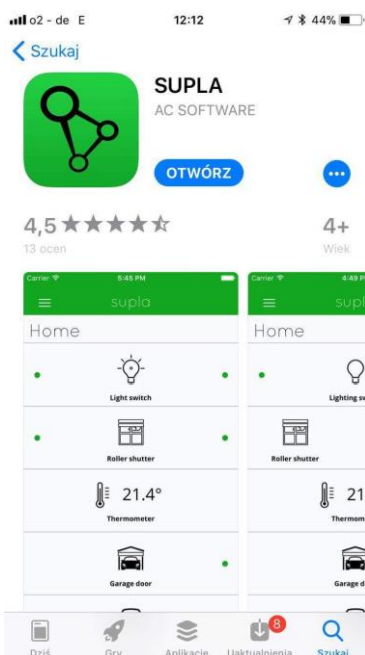 o2 - de E 12:12 44%
Szukaj
SUPLA
AC SOFTWARE
OTWÓRZ
4,5 4+
13 ocen Wiek
Carrier 5:45 PM Carrier 4:49 PM
supla
Home Home
Light switch Lighting sw
Roller shutter Roller shutter
21.4° 21
Thermometer Thermom
Garage door Garage d
8
Dziś Gry Aplikacje Uaktualnienia Szukaj